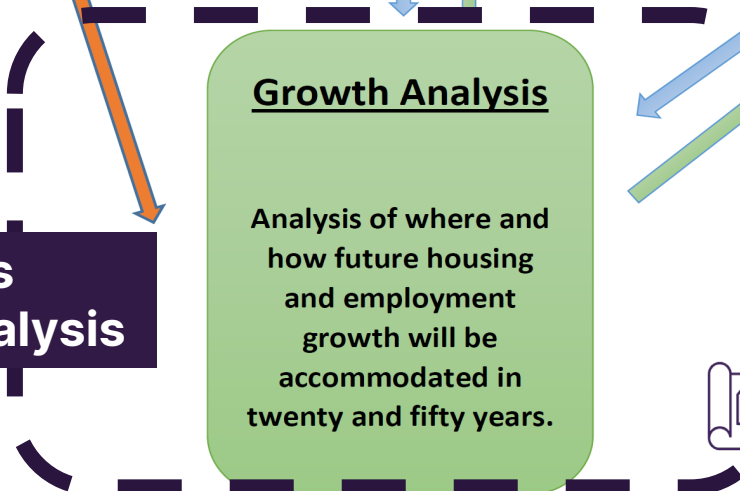 Growth Analysis
Analysis of where and
how future housing
and employment
growth will be
accommodated in
twenty and fifty years.
s
alysis